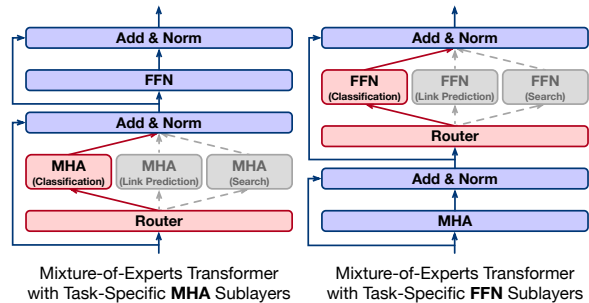 Add & Norm
FFN
Add & Norm
MHA
(Classification)
MHA
(Link Prediction)
MHA
(Search)
Router
Mixture-of-Experts Transformer
with Task-Specific MHA Sublayers
Add & Norm
FFN
(Classification)
FFN
(Link Prediction)
FFN
(Search)
Router
Add & Norm
MHA
Mixture-of-Experts Transformer
with Task-Specific FFN Sublayers